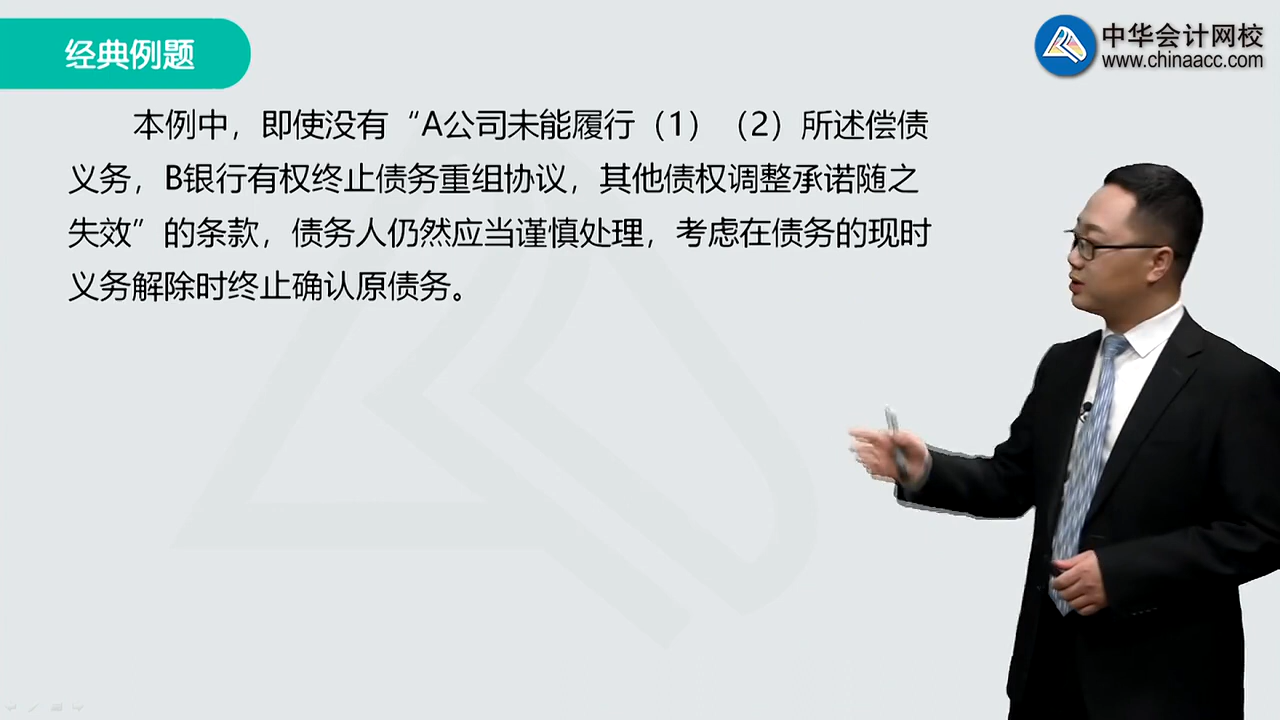 经典例题
中华会计网校
www.chinaacc.com
本例中，即使没有“A公司未能履行（1）（2）所述偿债
义务，B银行有权终止债务重组协议，其他债权调整承诺随之
失效”的条款，债务人仍然应当谨慎处理，考虑在债务的现时
义务解除时终止确认原债务。